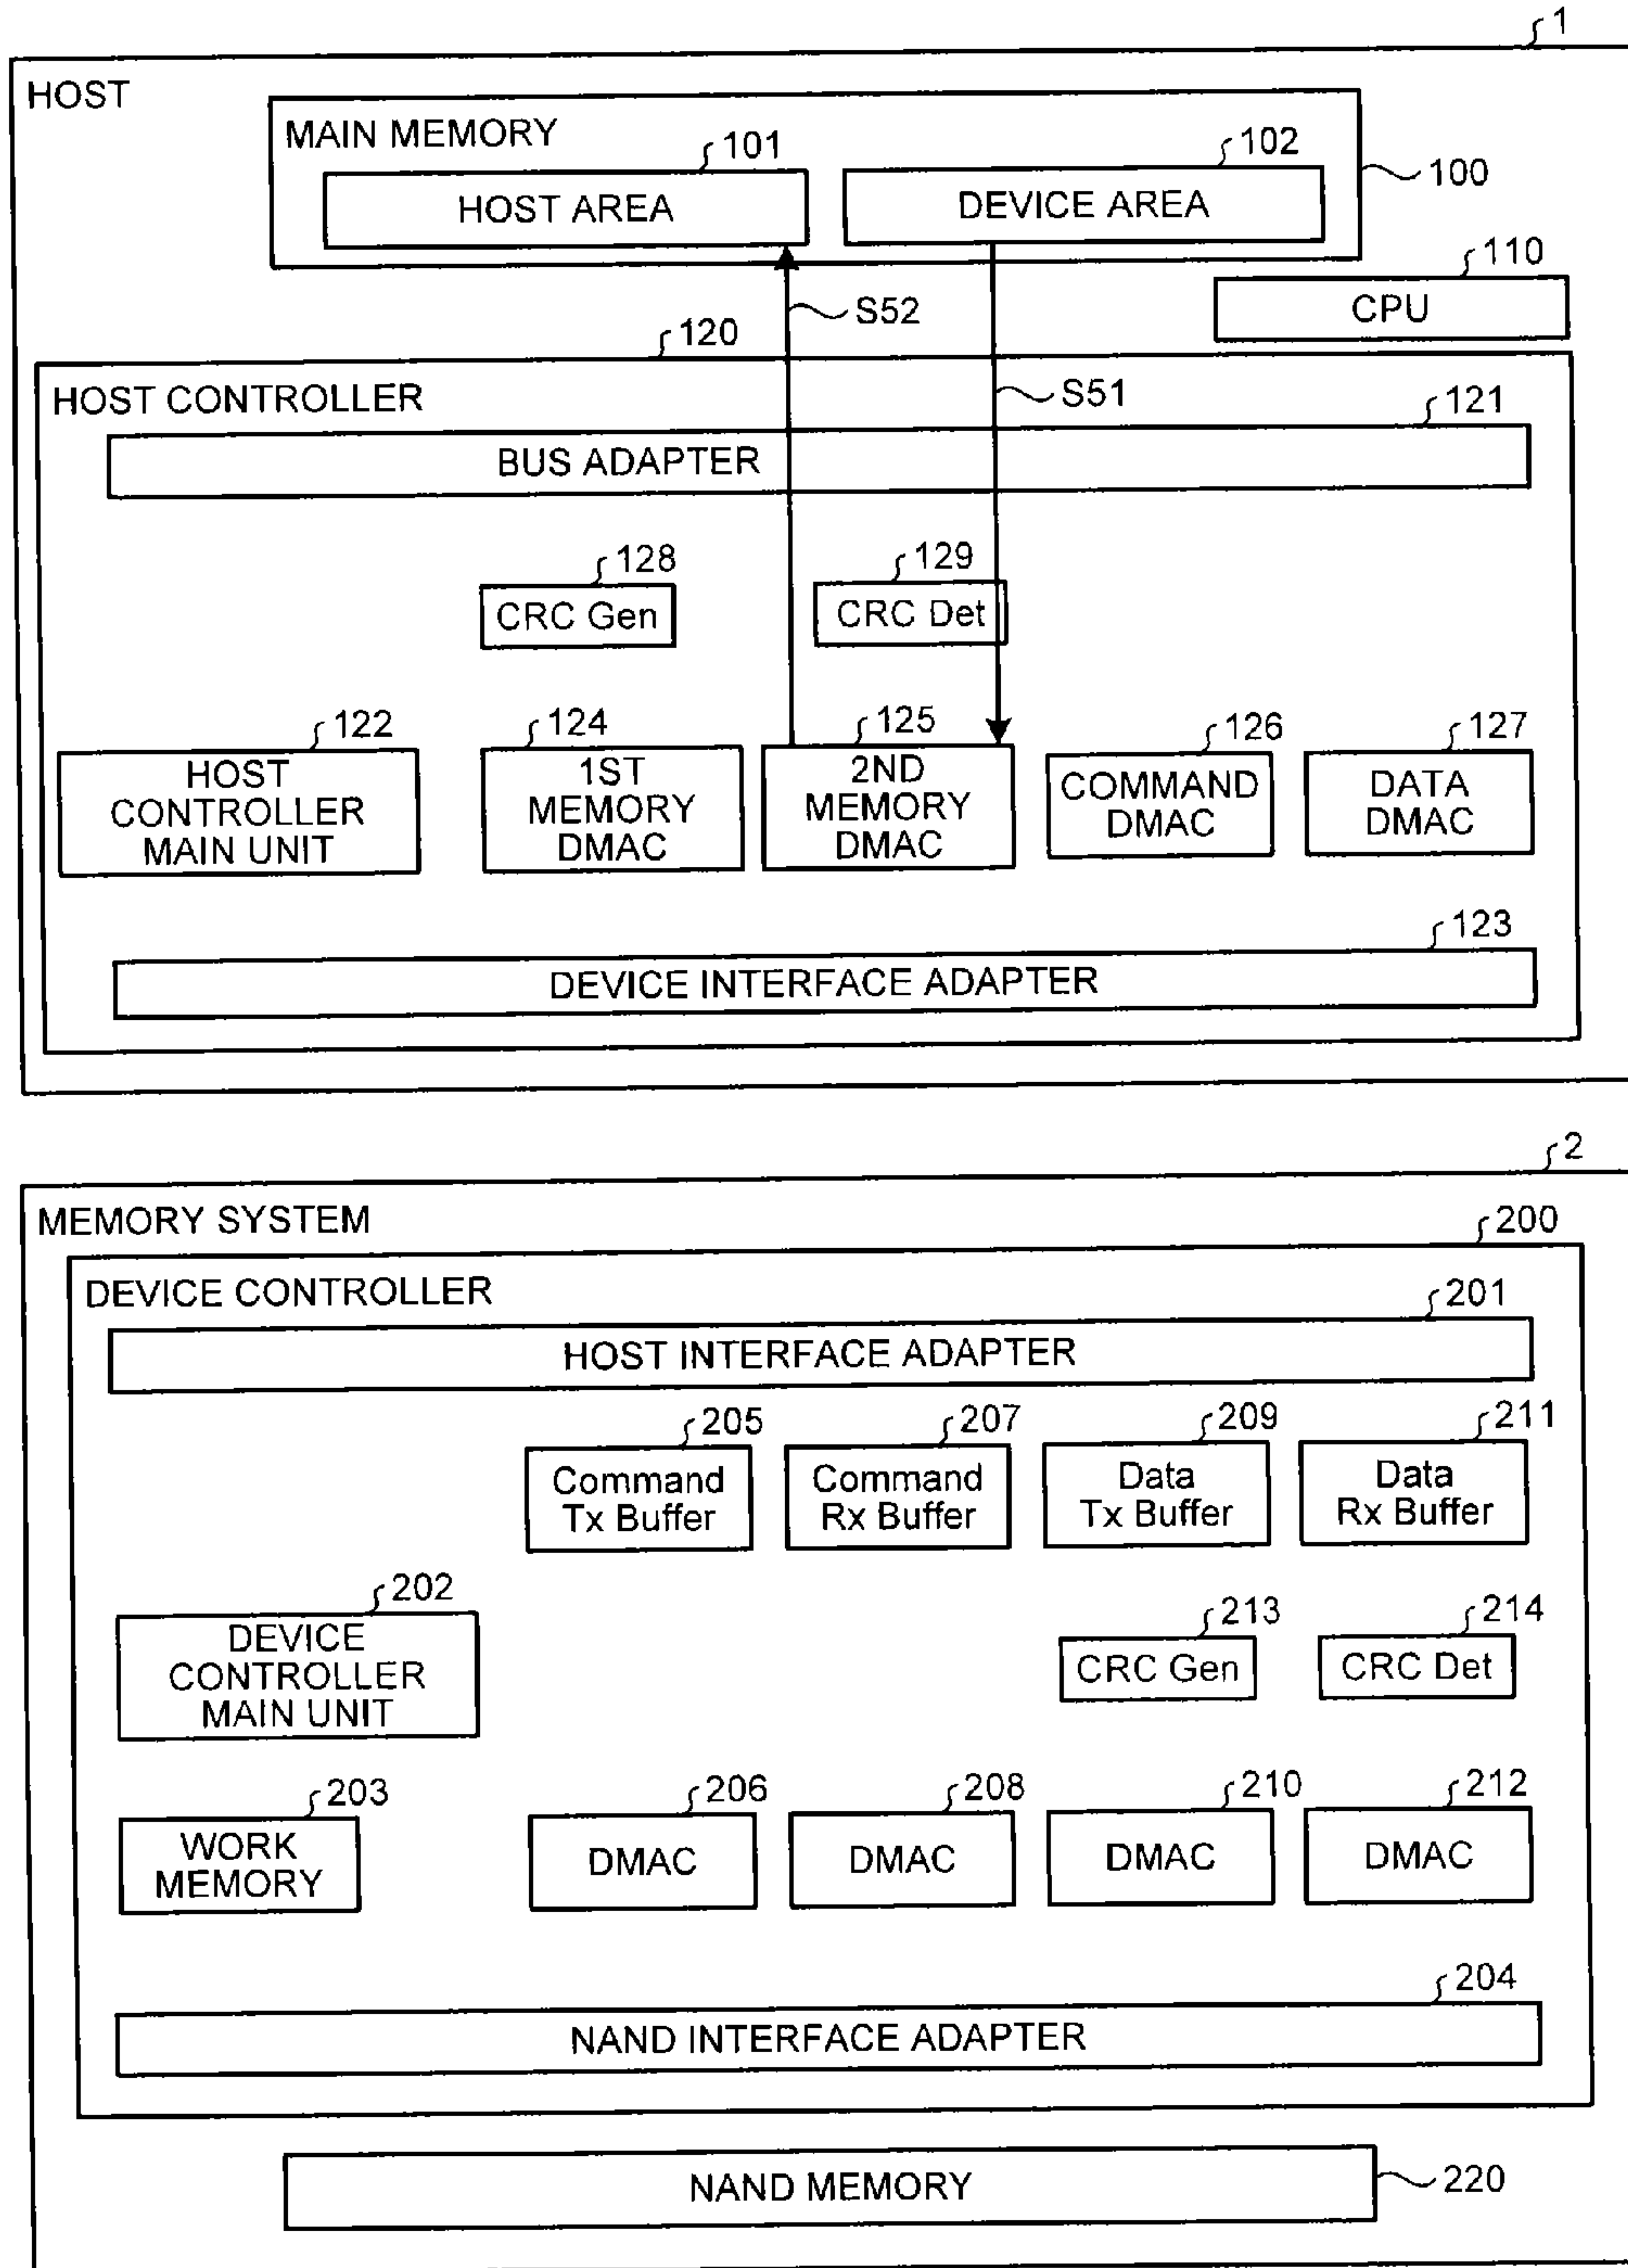 1
HOST
MAIN MEMORY
101
102
HOST AREA
DEVICE AREA
100
110
CPU
S52
120
HOST CONTROLLER
S51
121
BUS ADAPTER
128
129
CRC Gen
CRC Det
122
124
125
126
127
HOST
CONTROLLER
MAIN UNIT
1ST
MEMORY
DMAC
2ND
MEMORY
DMAC
COMMAND
DMAC
DATA
DMAC
123
DEVICE INTERFACE ADAPTER
2
MEMORY SYSTEM
200
DEVICE CONTROLLER
201
HOST INTERFACE ADAPTER
205
207
209
211
Command
Tx Buffer
Command
Rx Buffer
Data
Tx Buffer
Data
Rx Buffer
202
213
214
DEVICE
CONTROLLER
MAIN UNIT
CRC Gen
CRC Det
203
206
208
210
212
WORK
MEMORY
DMAC
DMAC
DMAC
DMAC
204
NAND INTERFACE ADAPTER
NAND MEMORY
220